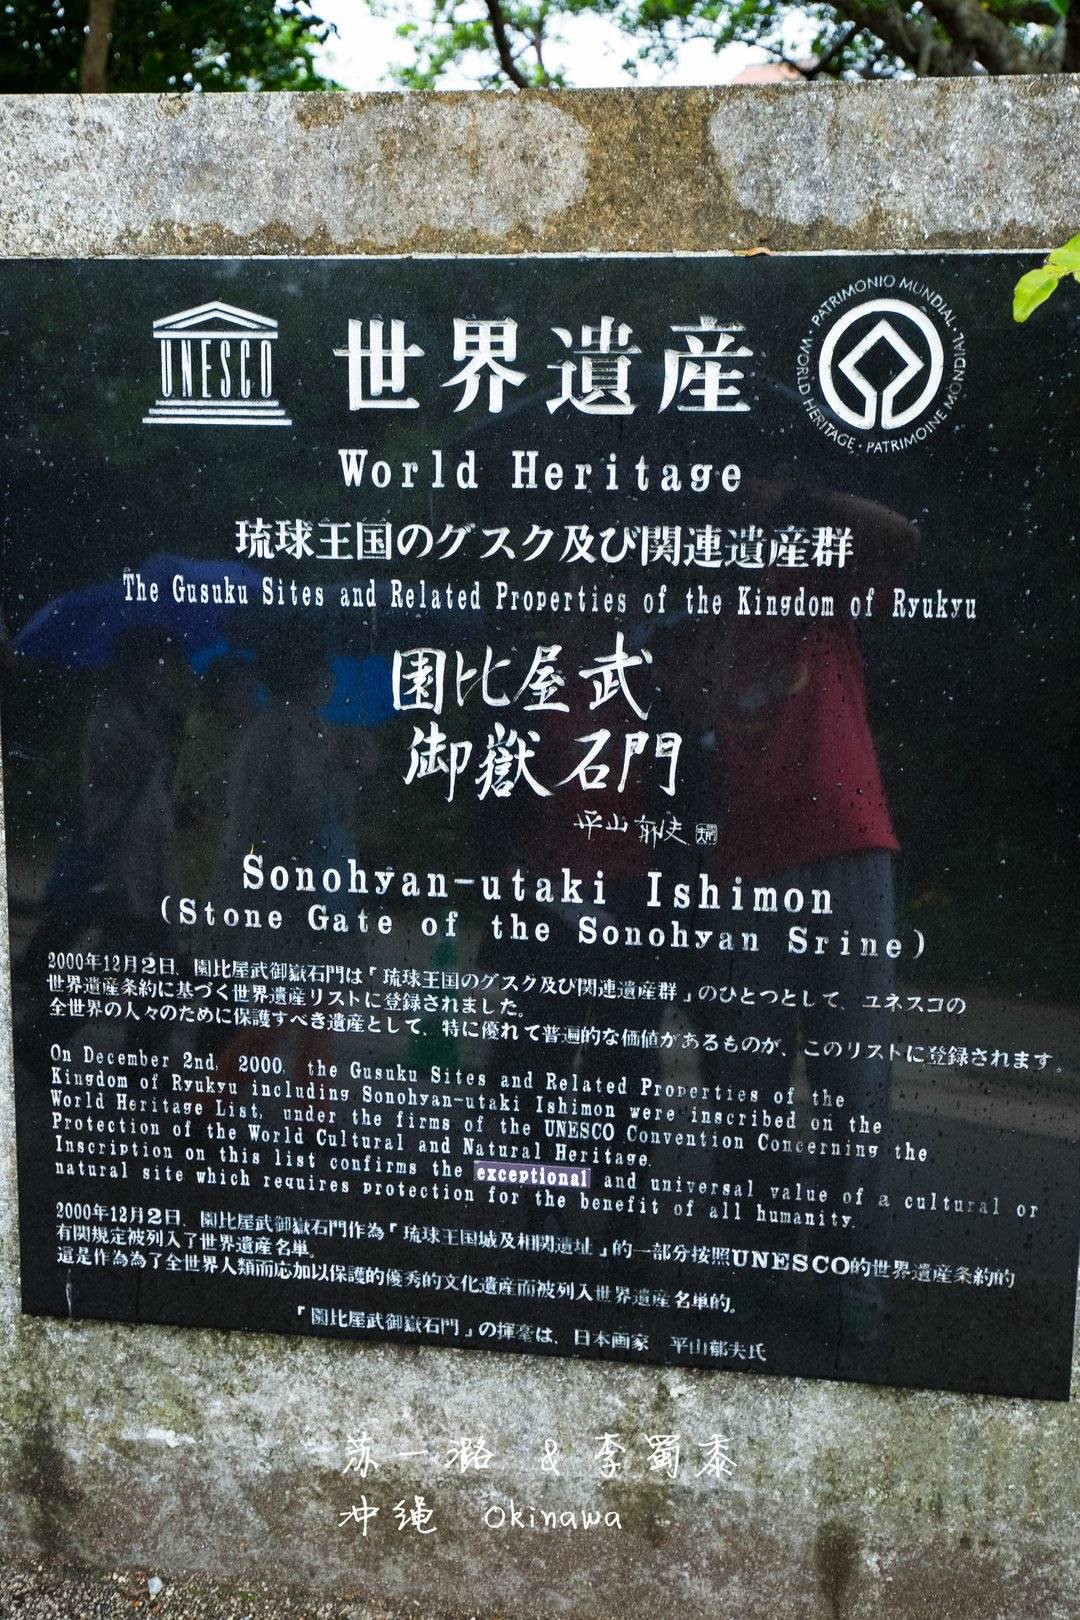 UNESCO
世界遺産
PATRIMONIO MUNDIAL · WORLD HERITAGE · PATRIMOINE MONDIAL
World Heritage
琉球王国のグスク及び関連遺産群
The Gusuku Sites and Related Properties of the Kingdom of Ryukyu
園比屋武
御嶽石門
平山郁夫
Sonohyan-utaki Ishimon
(Stone Gate of the Sonohyan Srine)
2000年12月2日、園比屋武御嶽石門は「琉球王国のグスク及び関連遺産群」のひとつとして、ユネスコの
世界遺産条約に基づく世界遺産リストに登録されました。
全世界の人々のために保護すべき遺産として、特に優れて普遍的な価値があるものが、このリストに登録されます。
On December 2nd, 2000, the Gusuku Sites and Related Properties of the
Kingdom of Ryukyu including Sonohyan-utaki Ishimon were inscribed on the
World Heritage List, under the firms of the UNESCO Convention Concerning the
Protection of the World Cultural and Natural Heritage.
Inscription on this list confirms the exceptional and universal value of a cultural or
natural site which requires protection for the benefit of all humanity.
2000年12月2日、園比屋武御嶽石門作為「琉球王国城及相関遺址」的一部分按照UNESCO的世界遺産条約的
有関規定被列入了世界遺産名単。
這是作為為了全世界人類而応加以保護的優秀的文化遺産而被列入世界遺産名単的。
「園比屋武御嶽石門」の揮毫は、日本画家 平山郁夫氏
苏一潞 & 李蜀黍
冲绳 Okinawa